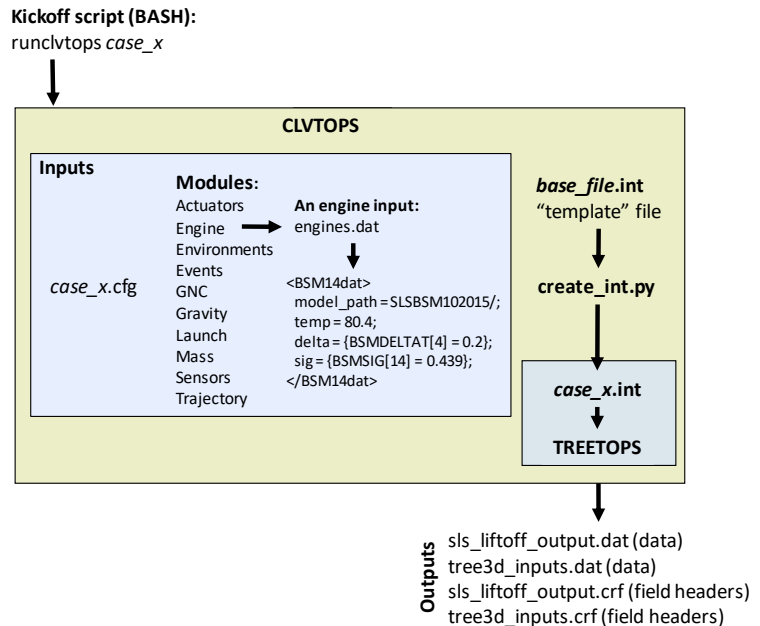 Kickoff script (BASH):
runclvtops case_x
CLVTOPS
Inputs
case_x.cfg
Modules:
Actuators
Engine
Environments
Events
GNC
Gravity
Launch
Mass
Sensors
Trajectory
An engine input:
engines.dat
<BSM14dat>
model_path = SLSBSM102015/;
temp = 80.4;
delta = {BSMDELTAT[4] = 0.2};
sig = {BSMSIG[14] = 0.439};
</BSM14dat>
base_file.int
“template” file
create_int.py
case_x.int
TREETOPS
Outputs
sls_liftoff_output.dat (data)
tree3d_inputs.dat (data)
sls_liftoff_output.crf (field headers)
tree3d_inputs.crf (field headers)